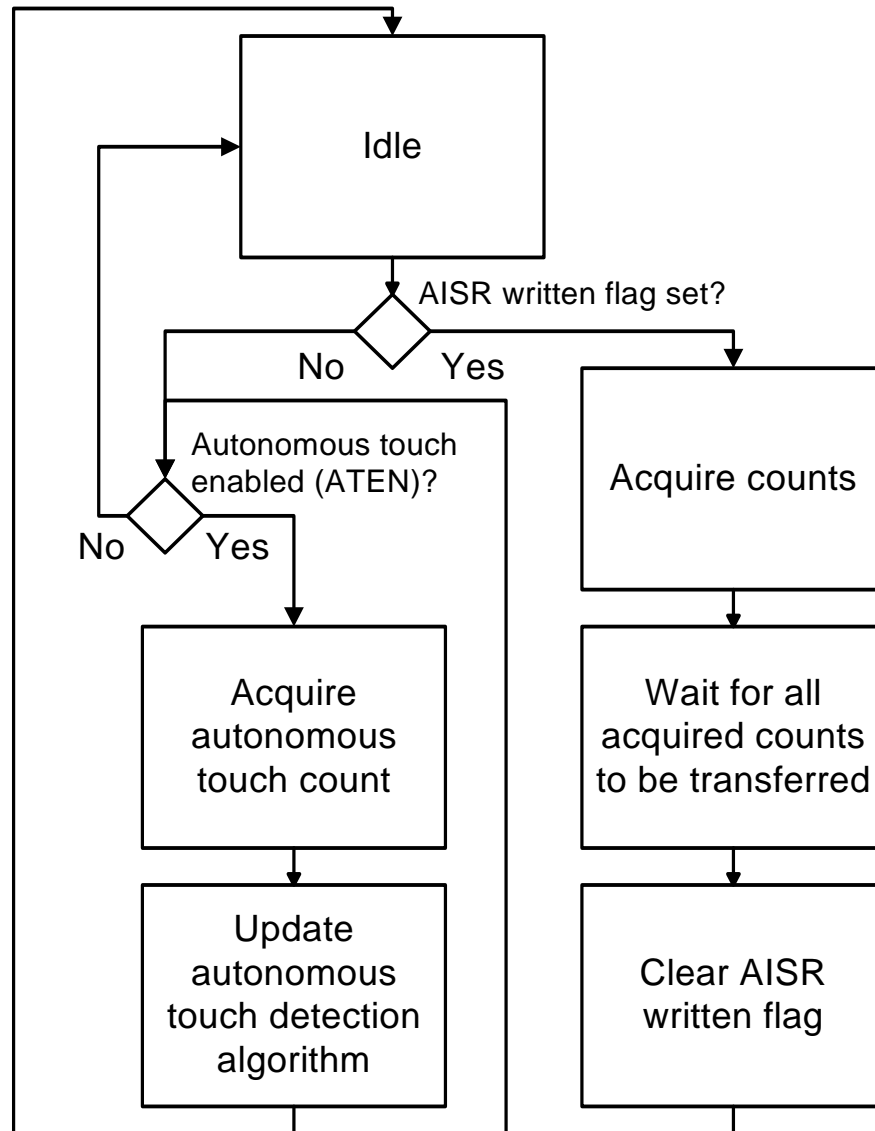 Idle
AISR written flag set?
No
Yes
Autonomous touch
enabled (ATEN)?
No
Yes
Acquire counts
Acquire
autonomous
touch count
Wait for all
acquired counts
to be transferred
Update
autonomous
touch detection
algorithm
Clear AISR
written flag